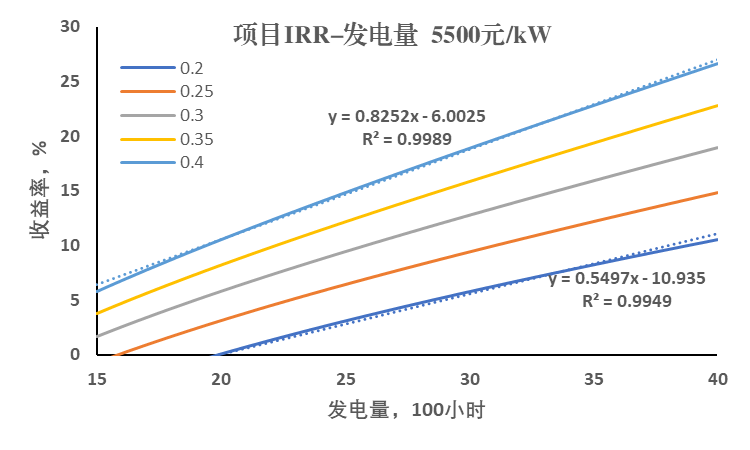 项目IRR-发电量 5500元/kW
30
25
20
15
10
5
0
收益率，%
0.2
0.25
0.3
0.35
0.4
y = 0.8252x - 6.0025
R² = 0.9989
y = 0.5497x - 10.935
R² = 0.9949
15 20 25 30 35 40
发电量，100小时